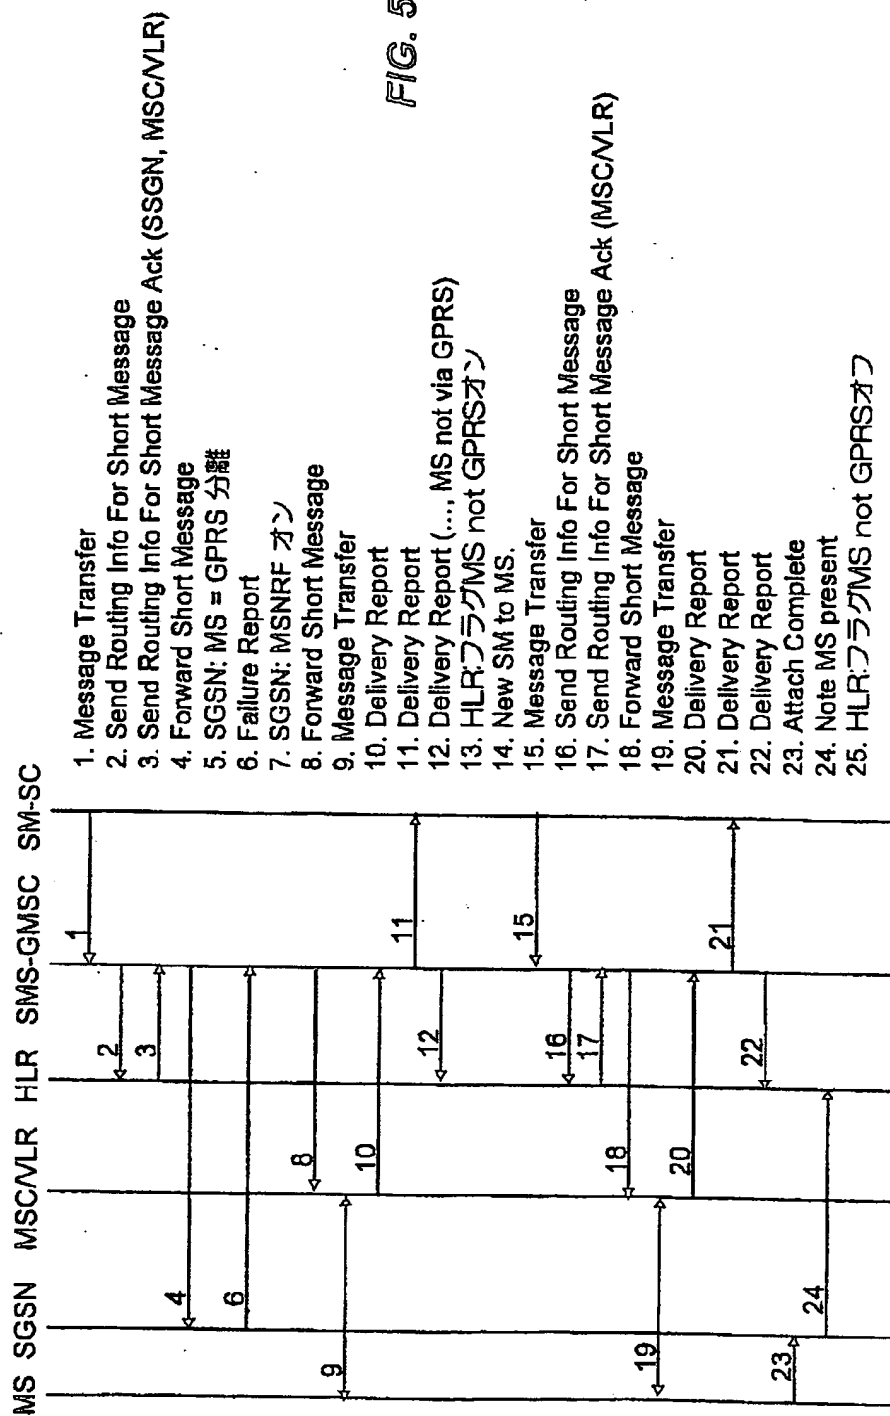 MS SGSN MSC/VLR HLR SMS-GMSC SM-SC
1
2
3
4
6
8
9
10
11
12
15
16
17
18
19
20
21
22
23
24
1. Message Transfer
2. Send Routing Info For Short Message
3. Send Routing Info For Short Message Ack (SSGN, MSC/VLR)
4. Forward Short Message
5. SGSN: MS = GPRS 分離
6. Failure Report
7. SGSN: MSNRF オン
8. Forward Short Message
9. Message Transfer
10. Delivery Report
11. Delivery Report
12. Delivery Report (..., MS not via GPRS)
13. HLR:フラグMS not GPRSオン
14. New SM to MS.
15. Message Transfer
16. Send Routing Info For Short Message
17. Send Routing Info For Short Message Ack (MSC/VLR)
18. Forward Short Message
19. Message Transfer
20. Delivery Report
21. Delivery Report
22. Delivery Report
23. Attach Complete
24. Note MS present
25. HLR:フラグMS not GPRSオフ
FIG. 5